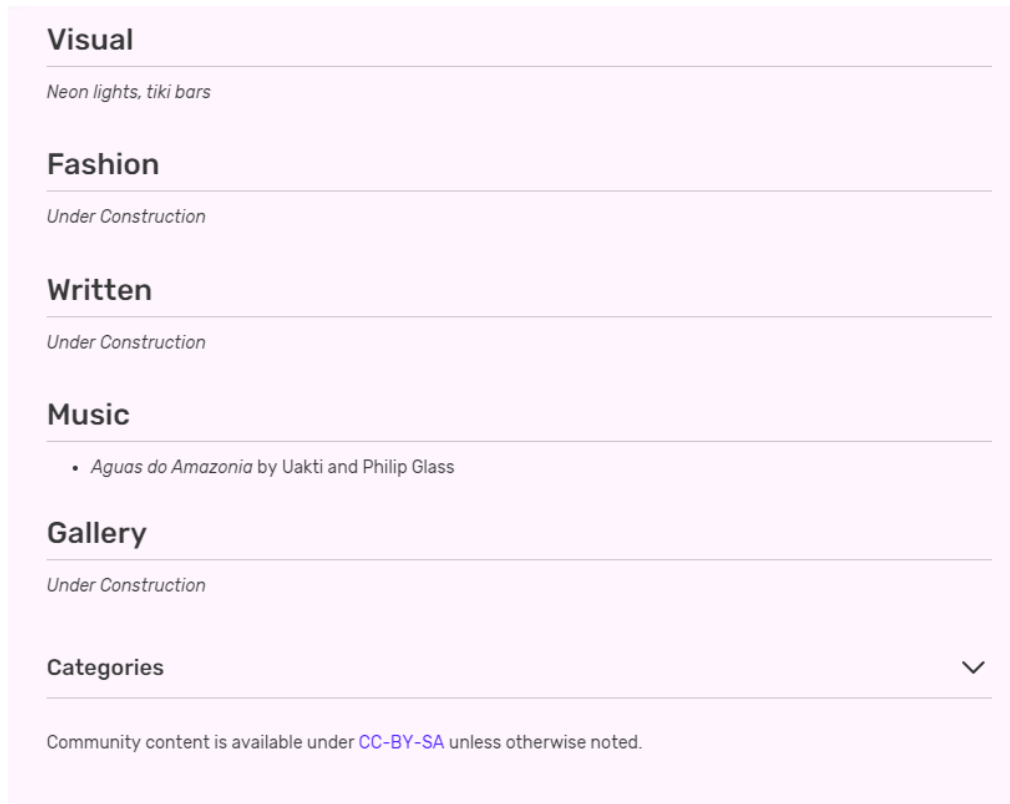 Visual
Neon lights, tiki bars
Fashion
Under Construction
Written
Under Construction
Music
• Aguas do Amazonia by Uakti and Philip Glass
Gallery
Under Construction
Categories
Community content is available under CC-BY-SA unless otherwise noted.